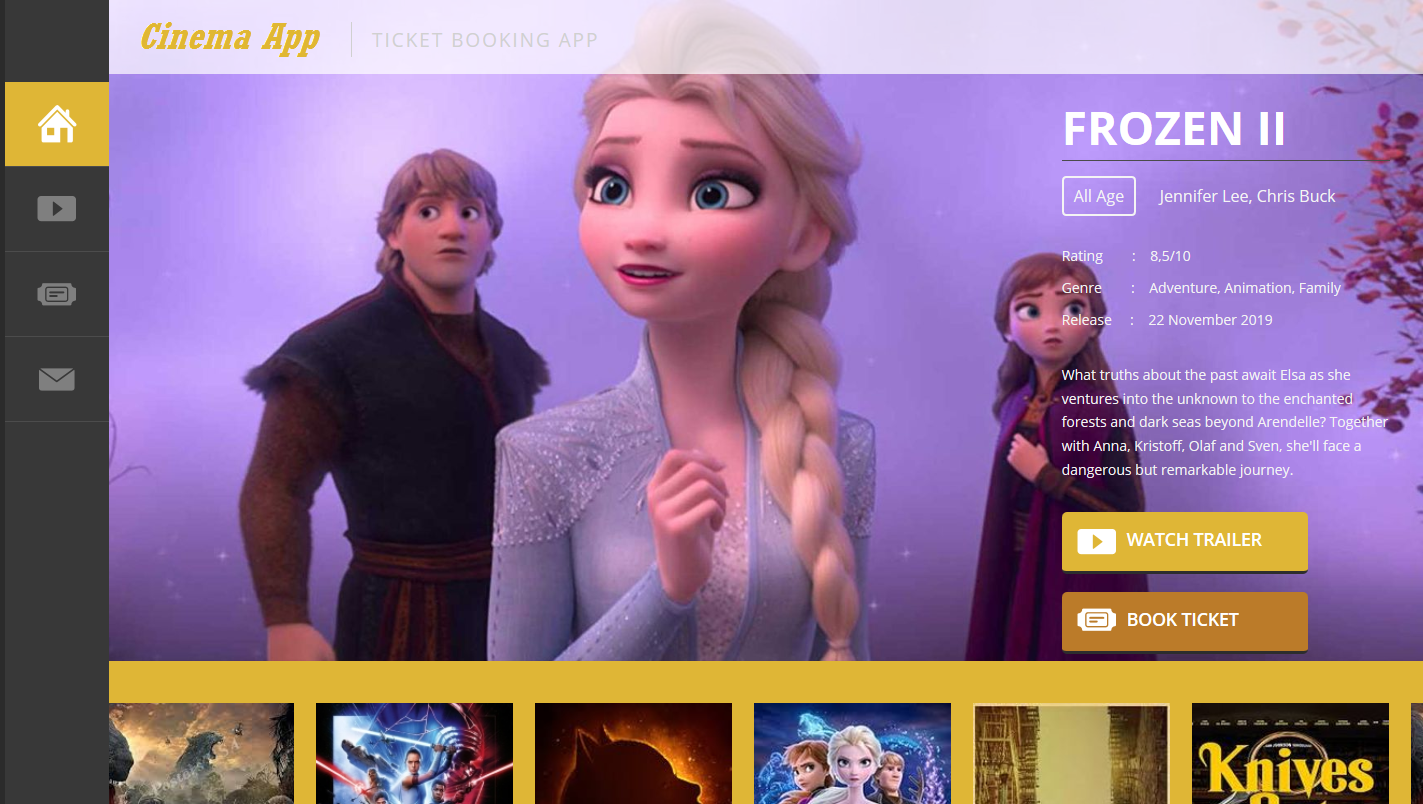 Cinema App
TICKET BOOKING APP
FROZEN II
All Age
Jennifer Lee, Chris Buck
Rating : 8,5/10
Genre : Adventure, Animation, Family
Release : 22 November 2019
What truths about the past await Elsa as she
ventures into the unknown to the enchanted
forests and dark seas beyond Arendelle? Together
with Anna, Kristoff, Olaf and Sven, she'll face a
dangerous but remarkable journey.
WATCH TRAILER
BOOK TICKET
Knives